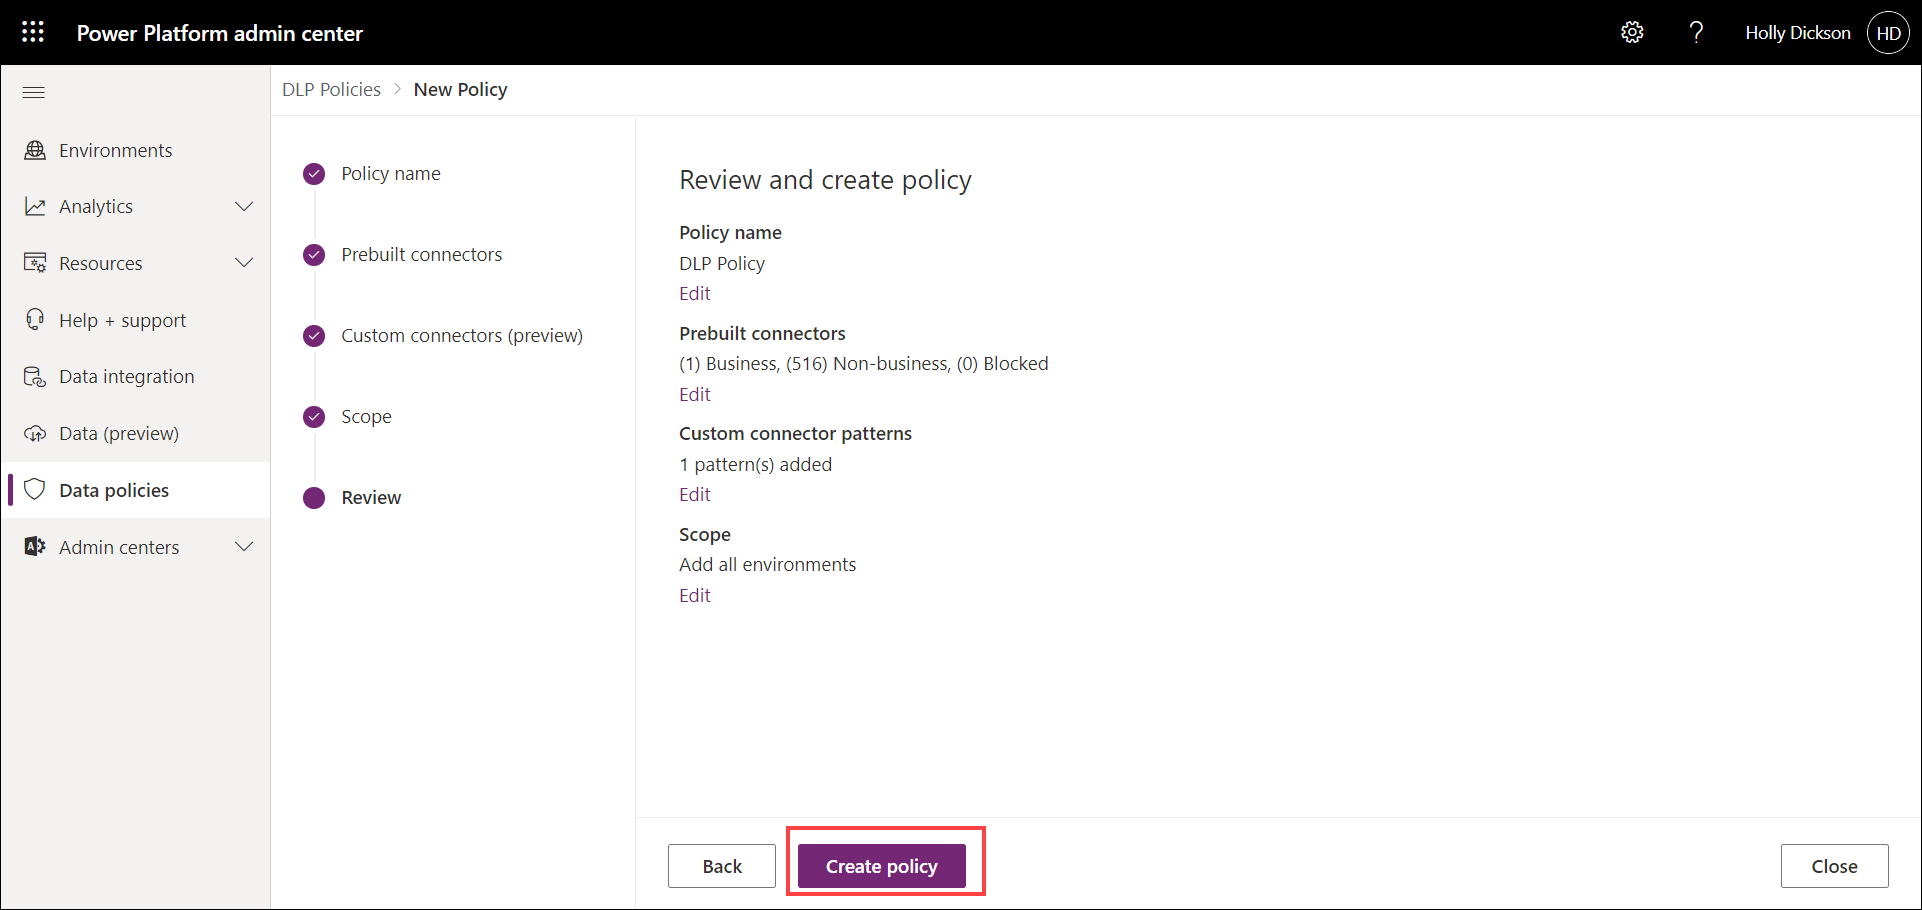 Power Platform admin center
?
Holly Dickson
HD
DLP Policies > New Policy
Environments
Analytics
Resources
Help + support
Data integration
Data (preview)
Data policies
Admin centers
Policy name
Prebuilt connectors
Custom connectors (preview)
Scope
Review
Review and create policy
Policy name
DLP Policy
Edit
Prebuilt connectors
(1) Business, (516) Non-business, (0) Blocked
Edit
Custom connector patterns
1 pattern(s) added
Edit
Scope
Add all environments
Edit
Back
Create policy
Close